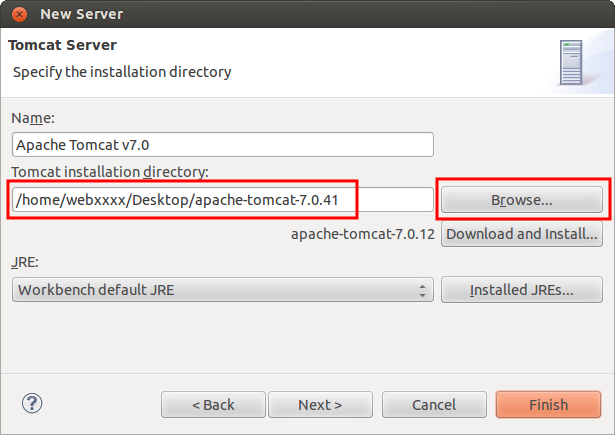 New Server
Tomcat Server
Specify the installation directory
Name:
Apache Tomcat v7.0
Tomcat installation directory:
/home/webxxxx/Desktop/apache-tomcat-7.0.41
Browse...
apache-tomcat-7.0.12
Download and Install...
JRE:
Workbench default JRE
Installed JREs...
?
< Back
Next >
Cancel
Finish